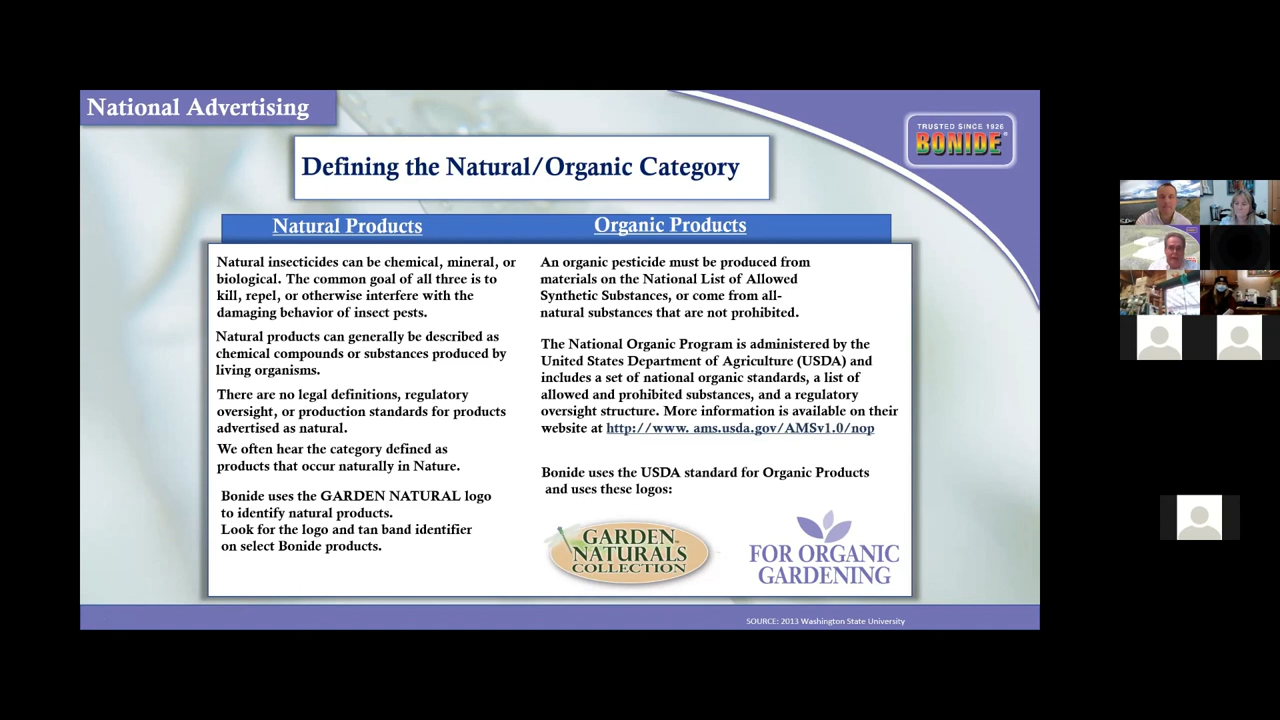 National Advertising
TRUSTED SINCE 1926
BONIDE®
Defining the Natural/Organic Category
Natural Products
Natural insecticides can be chemical, mineral, or
biological. The common goal of all three is to
kill, repel, or otherwise interfere with the
damaging behavior of insect pests.
Natural products can generally be described as
chemical compounds or substances produced by
living organisms.
There are no legal definitions, regulatory
oversight, or production standards for products
advertised as natural.
We often hear the category defined as
products that occur naturally in Nature.
Bonide uses the GARDEN NATURAL logo
to identify natural products.
Look for the logo and tan band identifier
on select Bonide products.
Organic Products
An organic pesticide must be produced from
materials on the National List of Allowed
Synthetic Substances, or come from all-
natural substances that are not prohibited.
The National Organic Program is administered by the
United States Department of Agriculture (USDA) and
includes a set of national organic standards, a list of
allowed and prohibited substances, and a regulatory
oversight structure. More information is available on their
website at http://www. ams.usda.gov/AMSv1.0/nop
Bonide uses the USDA standard for Organic Products
and uses these logos:
GARDEN
NATURALS
COLLECTION
FOR ORGANIC
GARDENING
SOURCE: 2013 Washington State University